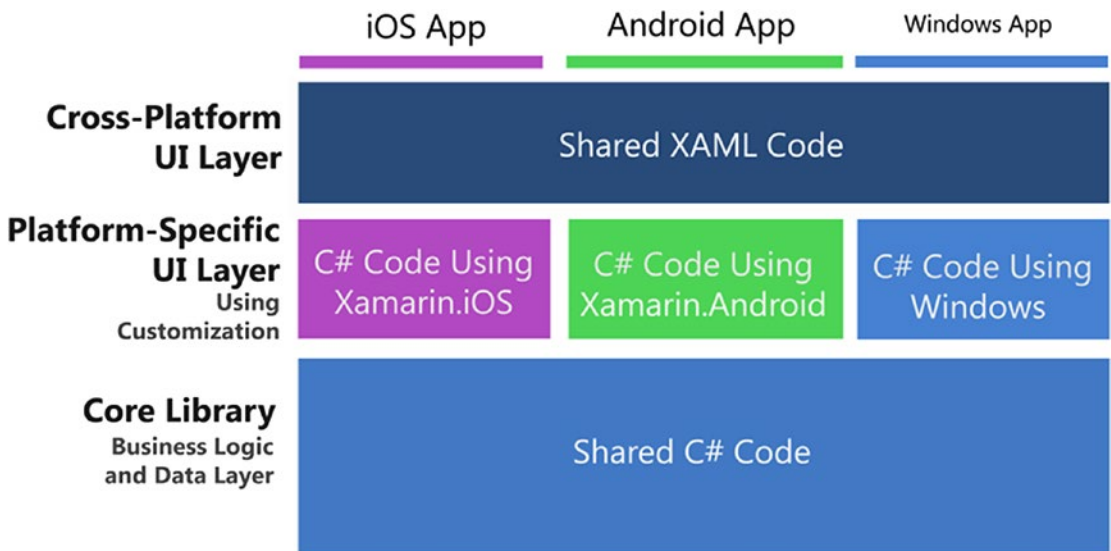 iOS App
Android App
Windows App
Cross-Platform
UI Layer
Shared XAML Code
Platform-Specific
UI Layer
Using
Customization
C# Code Using
Xamarin.iOS
C# Code Using
Xamarin.Android
C# Code Using
Windows
Core Library
Business Logic
and Data Layer
Shared C# Code